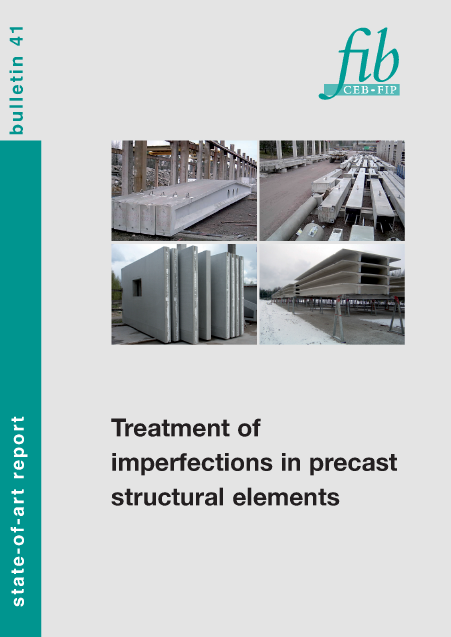 bulletin 41
fib
CEB-FIP
Treatment of
imperfections in precast
structural elements
state-of-art report